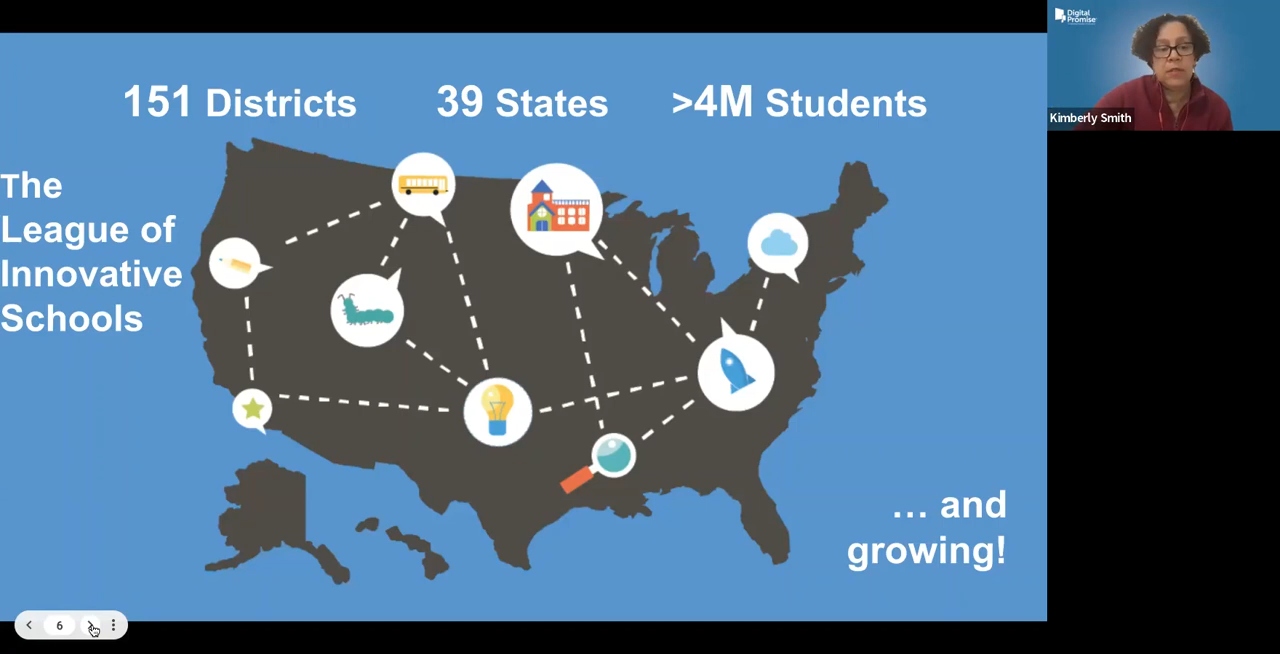 151 Districts
39 States
>4M Students
The
League of
Innovative
Schools
… and
growing!
6
Digital
Promise
Kimberly Smith